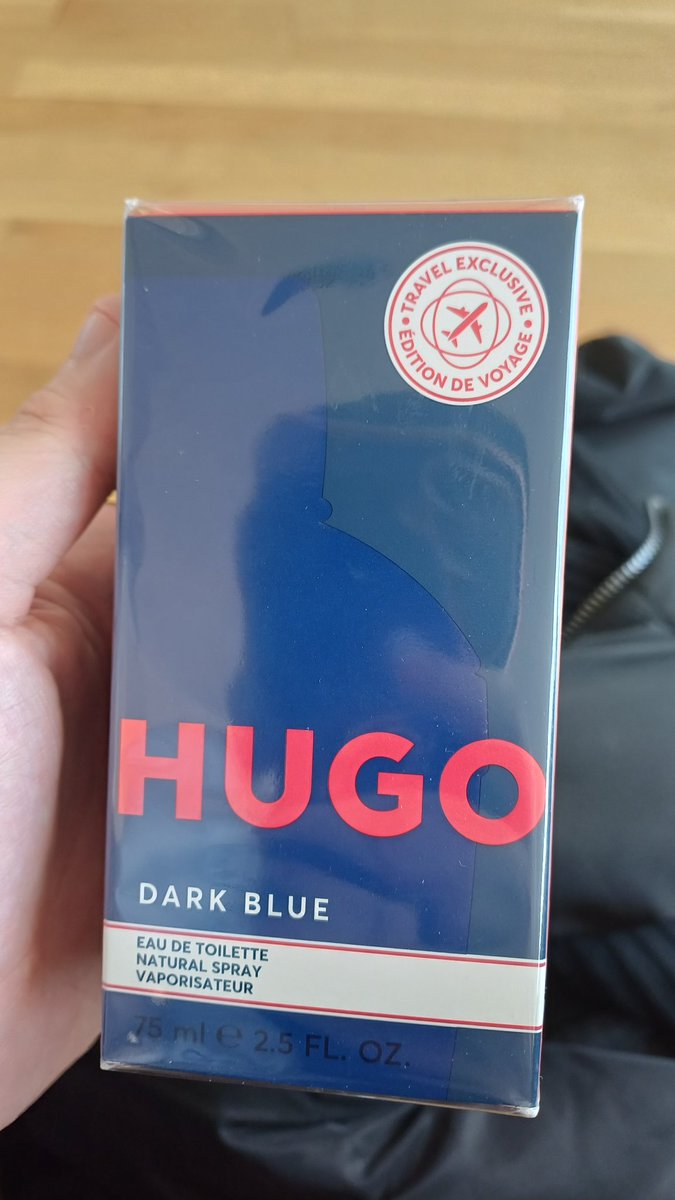 • TRAVEL EXCLUSIVE •
ÉDITION DE VOYAGE
HUGO
DARK BLUE
EAU DE TOILETTE
NATURAL SPRAY
VAPORISATEUR
75 ml ℮ 2.5 FL. OZ.